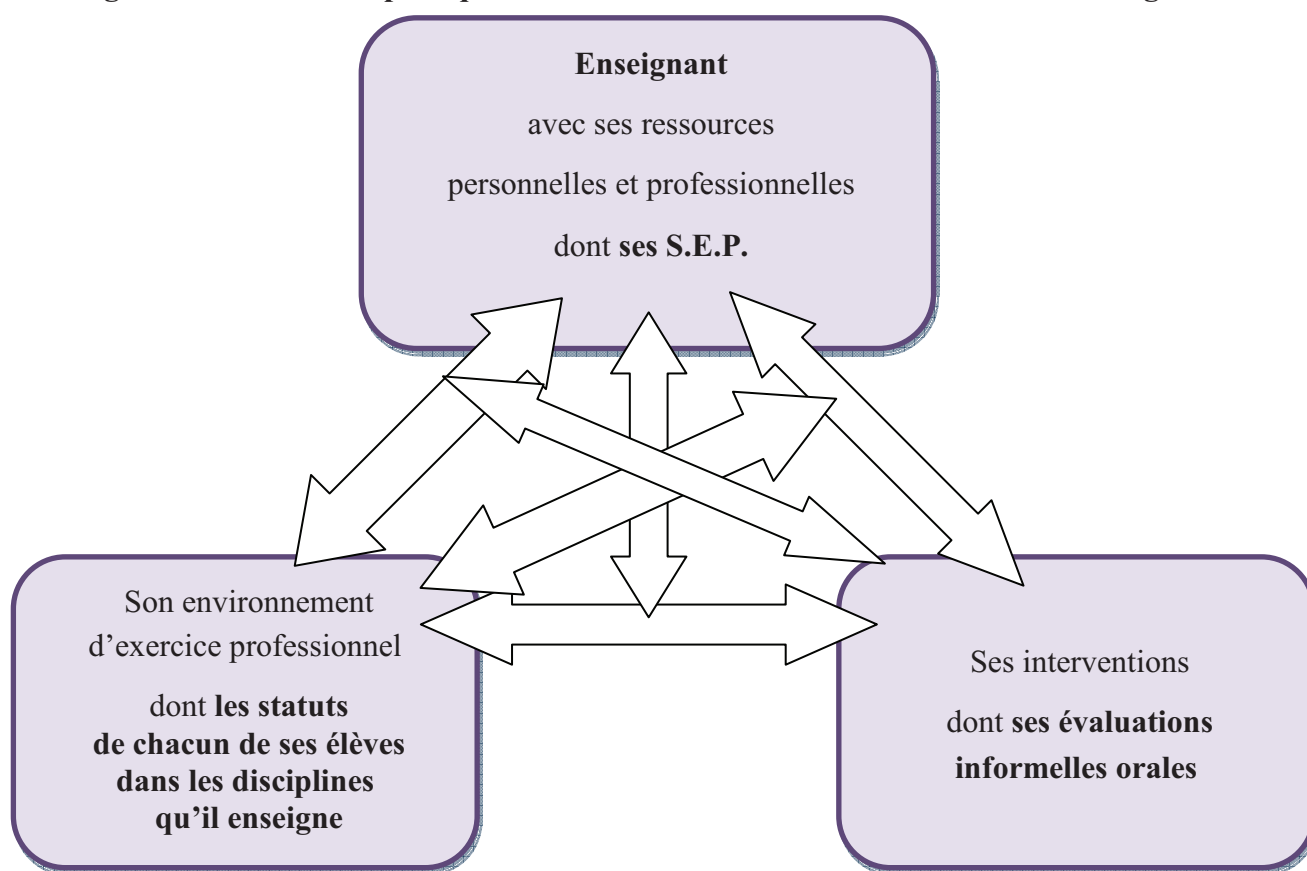 Enseignant
avec ses ressources
personnelles et professionnelles
dont ses S.E.P.
Son environnement
d’exercice professionnel
dont les statuts
de chacun de ses élèves
dans les disciplines
qu’il enseigne
Ses interventions
dont ses évaluations
informelles orales